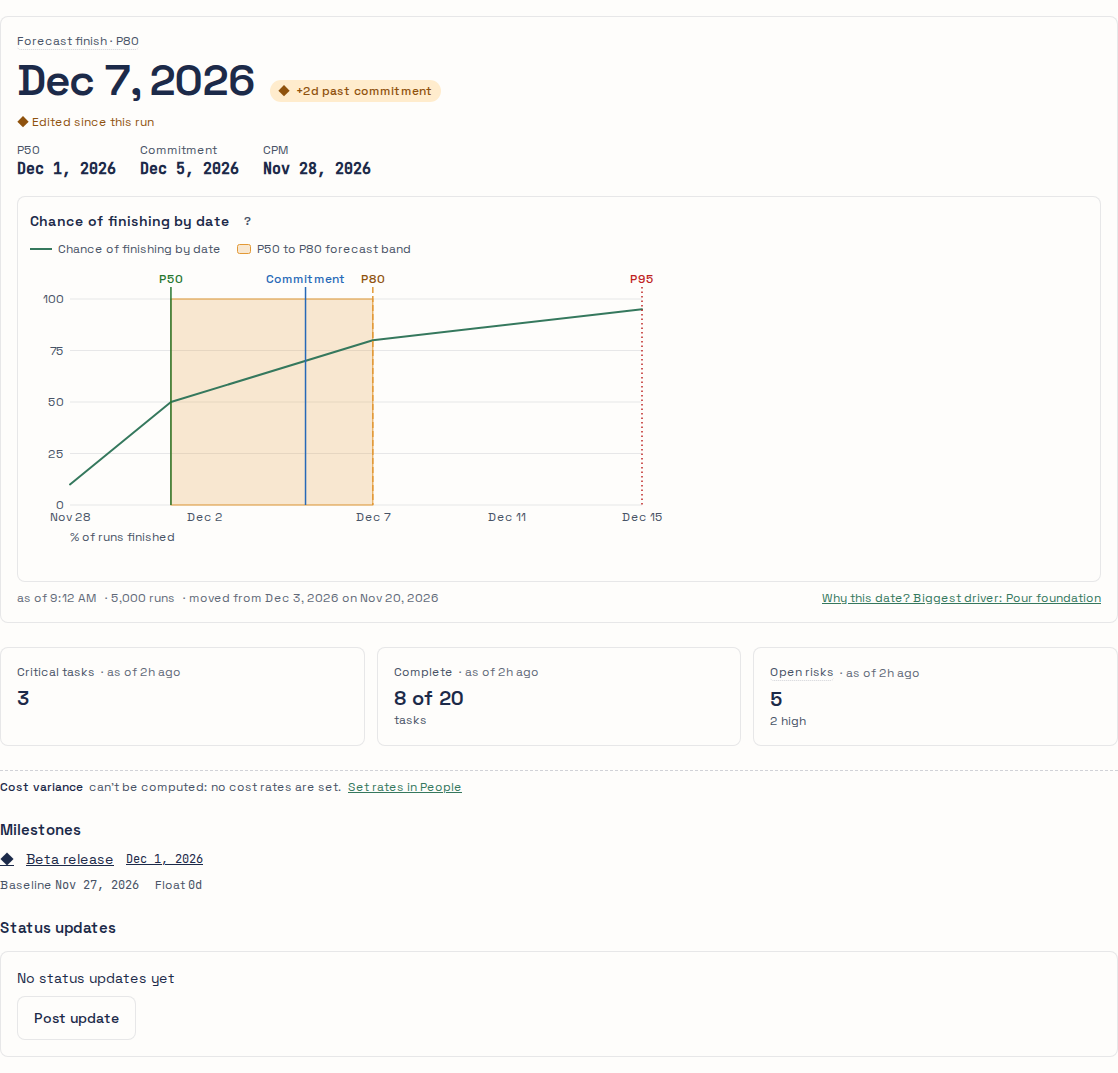 Forecast finish · P80
Dec 7, 2026 +2d past commitment
Edited since this run
P50 Commitment CPM
Dec 1, 2026 Dec 5, 2026 Nov 28, 2026
Chance of finishing by date ?
Chance of finishing by date P50 to P80 forecast band
P50 Commitment P80 P95
100
75
50
25
0
Nov 28 Dec 2 Dec 7 Dec 11 Dec 15
% of runs finished
as of 9:12 AM · 5,000 runs · moved from Dec 3, 2026 on Nov 20, 2026 Why this date? Biggest driver: Pour foundation
Critical tasks · as of 2h ago
3
Complete · as of 2h ago
8 of 20
tasks
Open risks · as of 2h ago
5
2 high
Cost variance can't be computed: no cost rates are set. Set rates in People
Milestones
Beta release Dec 1, 2026
Baseline Nov 27, 2026 Float 0d
Status updates
No status updates yet
Post update